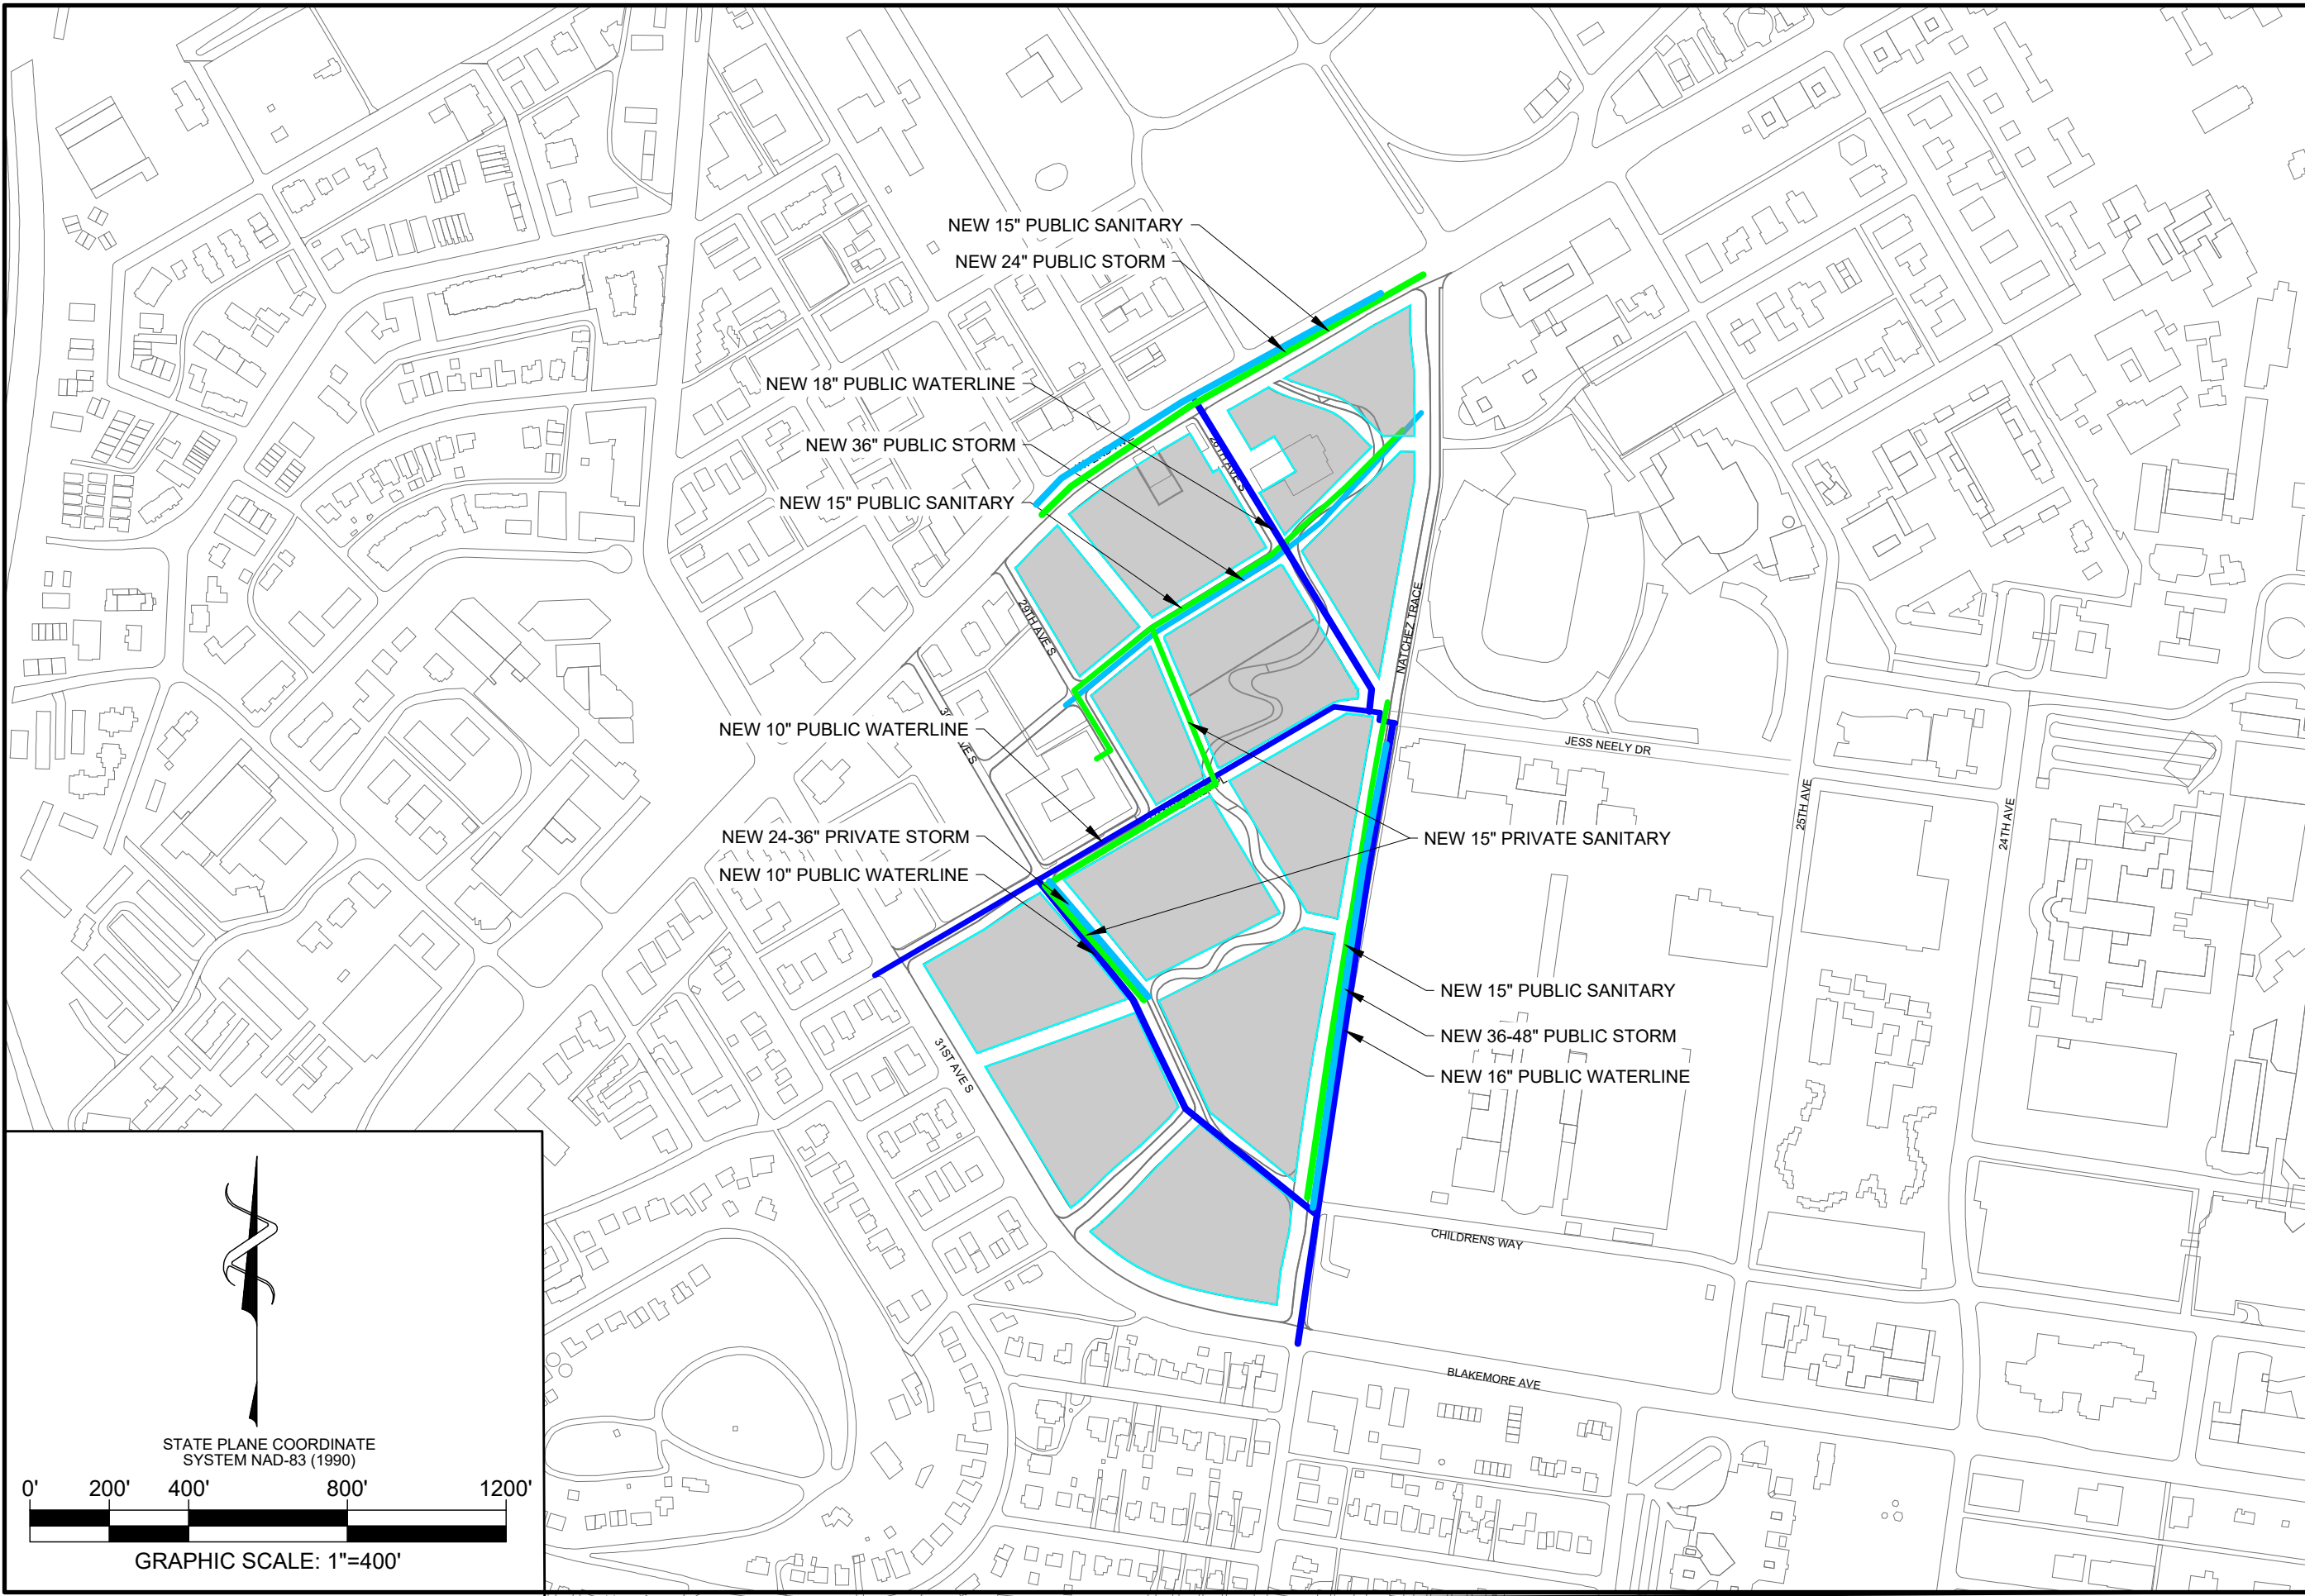 NEW 15" PUBLIC SANITARY
NEW 24" PUBLIC STORM
NEW 18" PUBLIC WATERLINE
NEW 36" PUBLIC STORM
28TH AVE S
NEW 15" PUBLIC SANITARY
29TH AVE S
NATCHEZ TRACE
NEW 10" PUBLIC WATERLINE
JESS NEELY DR
25TH AVE
24TH AVE
NEW 24-36" PRIVATE STORM
NEW 15" PRIVATE SANITARY
NEW 10" PUBLIC WATERLINE
NEW 15" PUBLIC SANITARY
NEW 36-48" PUBLIC STORM
31ST AVE S
NEW 16" PUBLIC WATERLINE
CHILDRENS WAY
BLAKEMORE AVE
STATE PLANE COORDINATE
SYSTEM NAD-83 (1990)
0' 200' 400' 800' 1200'
GRAPHIC SCALE: 1"=400'